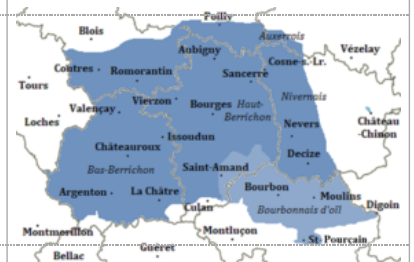 Poilly
Blois
Auxerrois
Aubigny
Vézelay
Contres
Romorantin
Sancerre
Cosne-s.-Lr.
Tours
Nivernais
Valençay
Vierzon
Bourges
Haut-
Berrichon
Loches
Château
-Chinon
Nevers
Issoudun
Châteauroux
Decize
Bas-Berrichon
Saint-Amand
Bourbon
Argenton
La Châtre
Moulins
Culan
Bourbonnais d'oïl
Digoin
Montmorillon
Montluçon
St-Pourçain
Guéret
Bellac